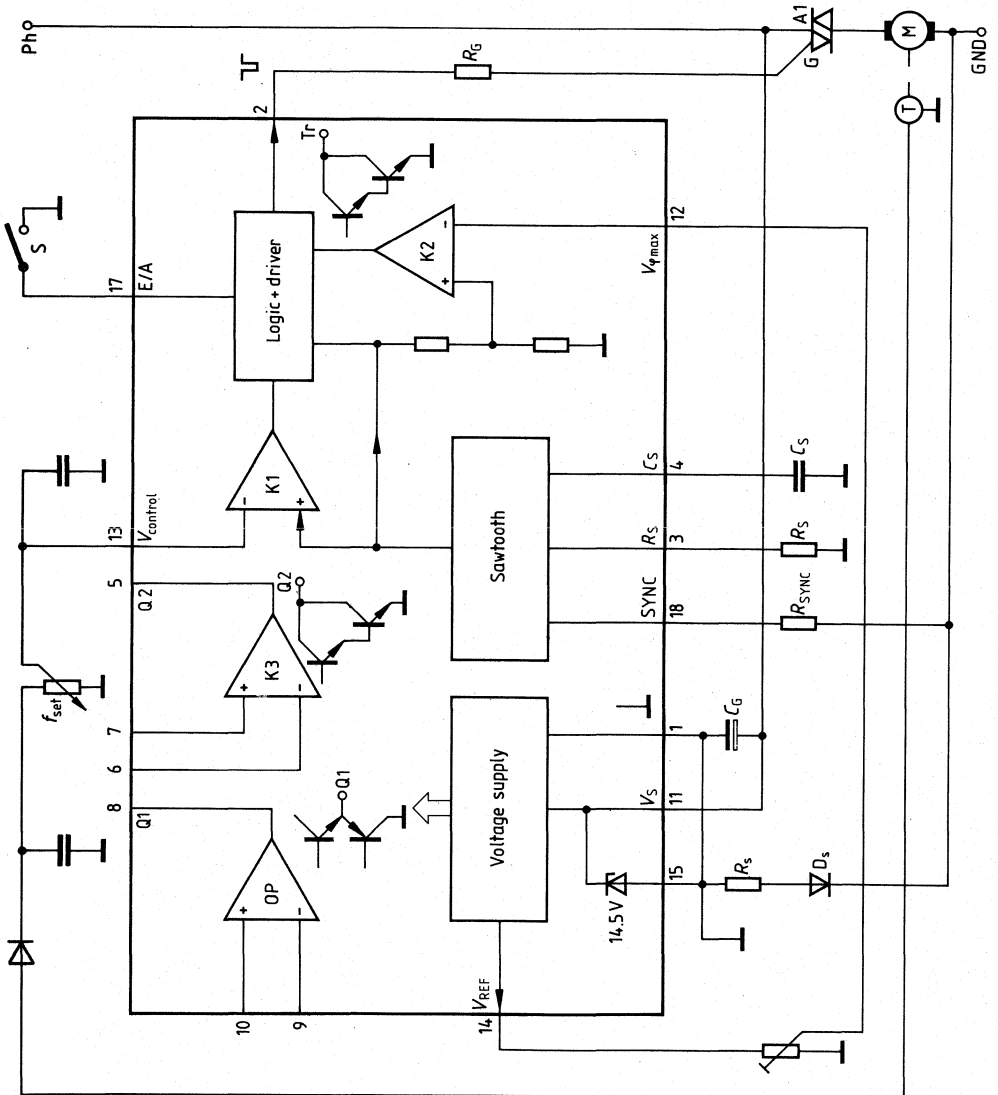 Ph
A1
G
M
GND
T
R_G
2
Tr
S
17
E/A
Logic + driver
K2
+
-
12
V_φmax
13
V_control
K1
-
+
5
Q2
K3
+
-
Q2
f_set
7
6
8
Q1
OP
+
-
Q1
10
9
Sawtooth
C_S
4
R_S
3
SYNC
18
C_S
R_S
R_SYNC
Voltage supply
1
C_G
V_S
11
15
14.5 V
R_s
D_s
V_REF
14